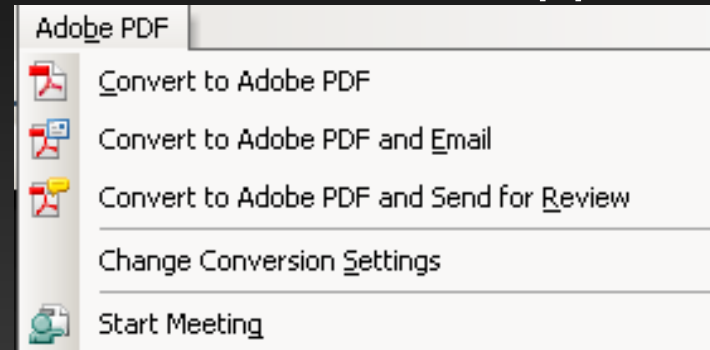 Adobe PDF
Convert to Adobe PDF
Convert to Adobe PDF and Email
Convert to Adobe PDF and Send for Review
Change Conversion Settings
Start Meeting